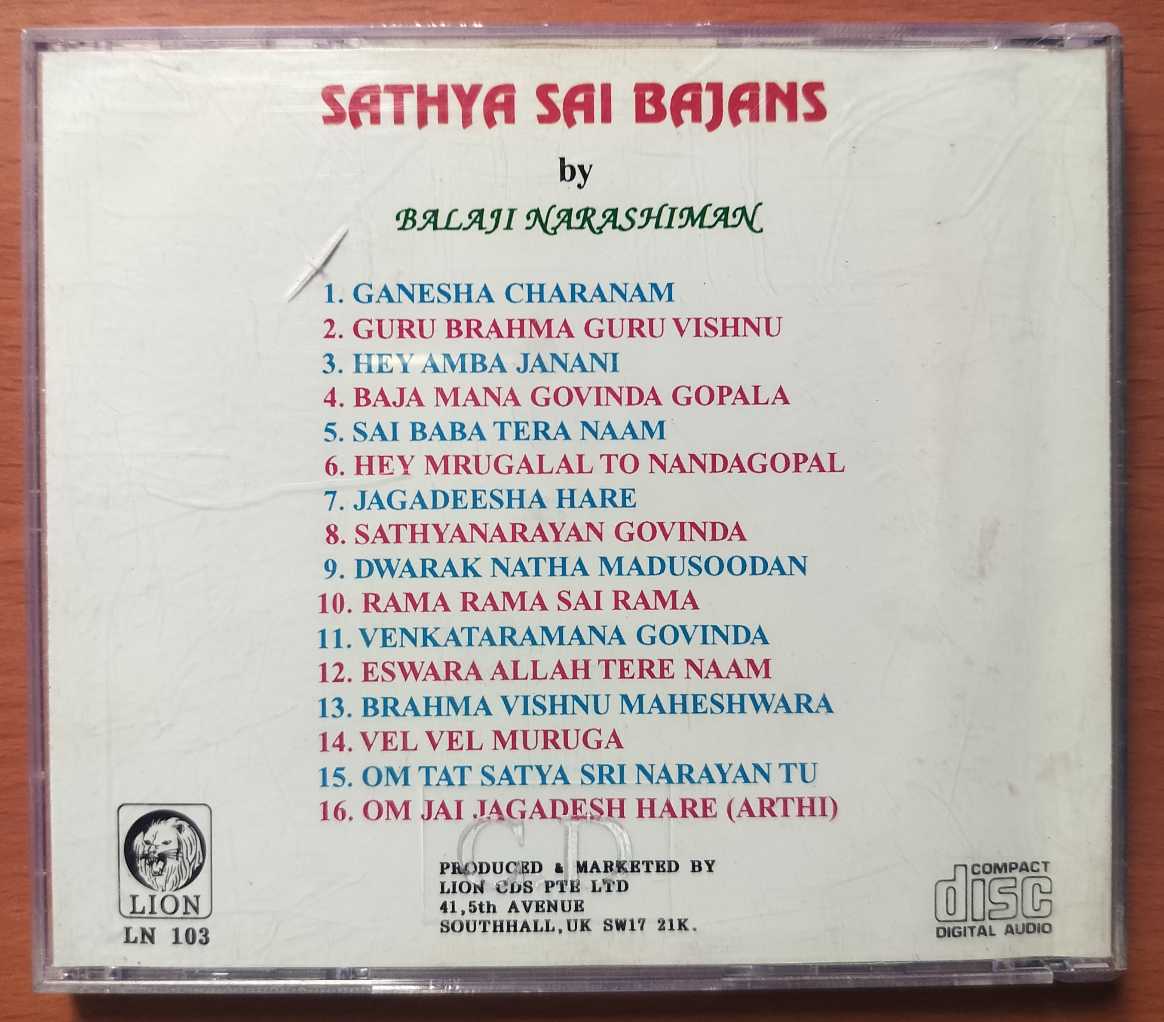 SATHYA SAI BAJANS
by
BALAJI NARASHIMAN
1. GANESHA CHARANAM
2. GURU BRAHMA GURU VISHNU
3. HEY AMBA JANANI
4. BAJA MANA GOVINDA GOPALA
5. SAI BABA TERA NAAM
6. HEY MRUGALAL TO NANDAGOPAL
7. JAGADEESHA HARE
8. SATHYANARAYAN GOVINDA
9. DWARAK NATHA MADUSOODAN
10. RAMA RAMA SAI RAMA
11. VENKATARAMANA GOVINDA
12. ESWARA ALLAH TERE NAAM
13. BRAHMA VISHNU MAHESHWARA
14. VEL VEL MURUGA
15. OM TAT SATYA SRI NARAYAN TU
16. OM JAI JAGADESH HARE (ARTHI)
CD
PRODUCED & MARKETED BY
LION CDS PTE LTD
41,5th AVENUE
SOUTHHALL,UK SW17 21K.
LION
LN 103
COMPACT
disc
DIGITAL AUDIO